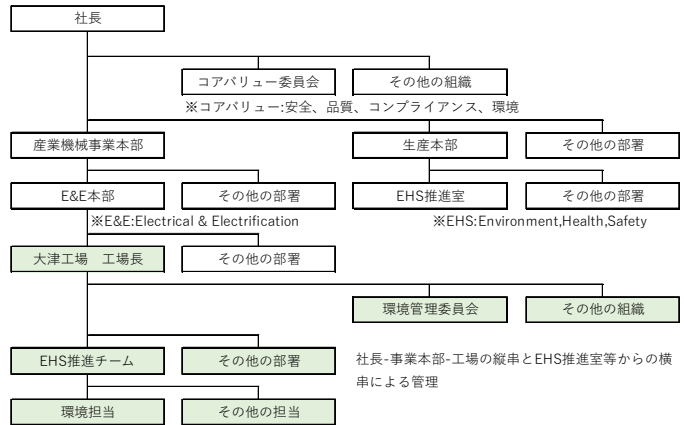 社長
コアバリュー委員会
その他の組織
※コアバリュー:安全、品質、コンプライアンス、環境
産業機械事業本部
生産本部
その他の部署
E&E本部
その他の部署
EHS推進室
その他の部署
※E&E:Electrical & Electrification
※EHS:Environment,Health,Safety
大津工場　工場長
その他の部署
環境管理委員会
その他の組織
EHS推進チーム
その他の部署
社長-事業本部-工場の縦串とEHS推進室等からの横
串による管理
環境担当
その他の担当